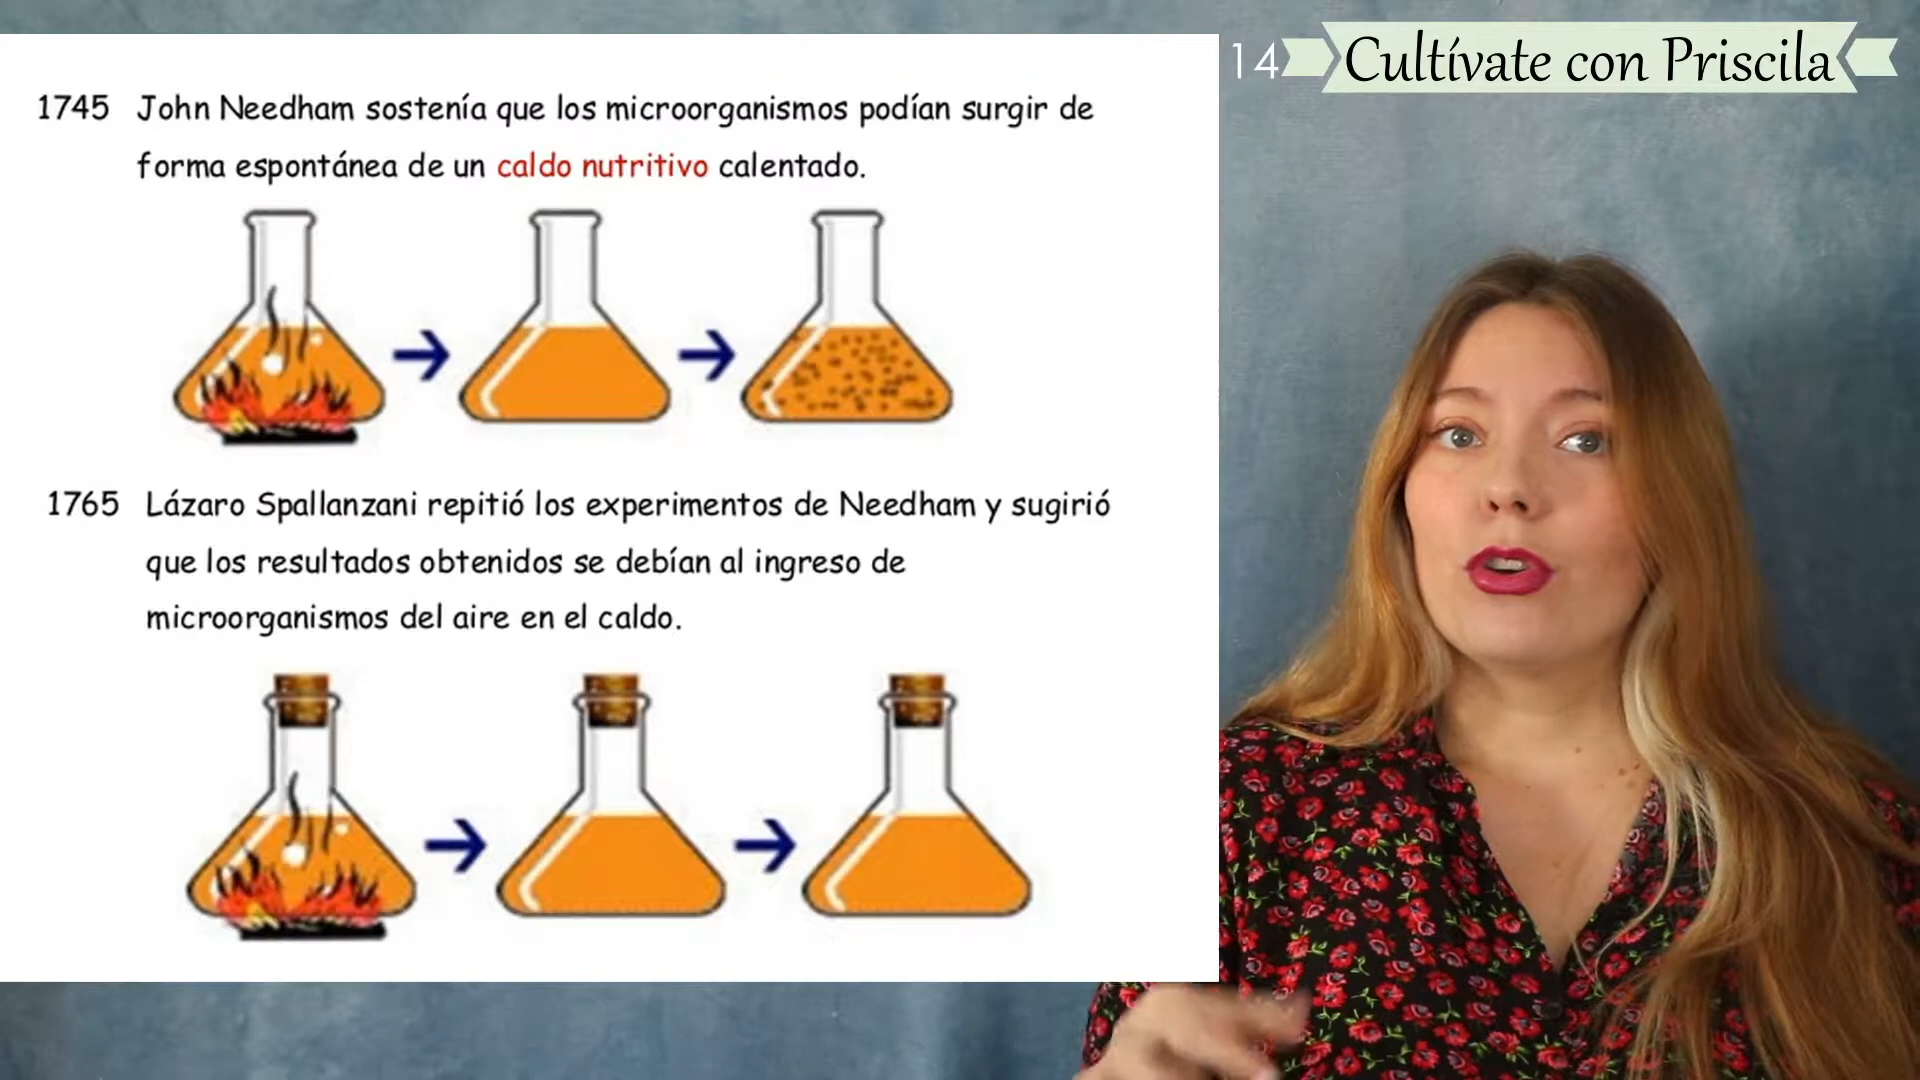 14 Cultívate con Priscila
1745 John Needham sostenía que los microorganismos podían surgir de
forma espontánea de un caldo nutritivo calentado.
1765 Lázaro Spallanzani repitió los experimentos de Needham y sugirió
que los resultados obtenidos se debían al ingreso de
microorganismos del aire en el caldo.